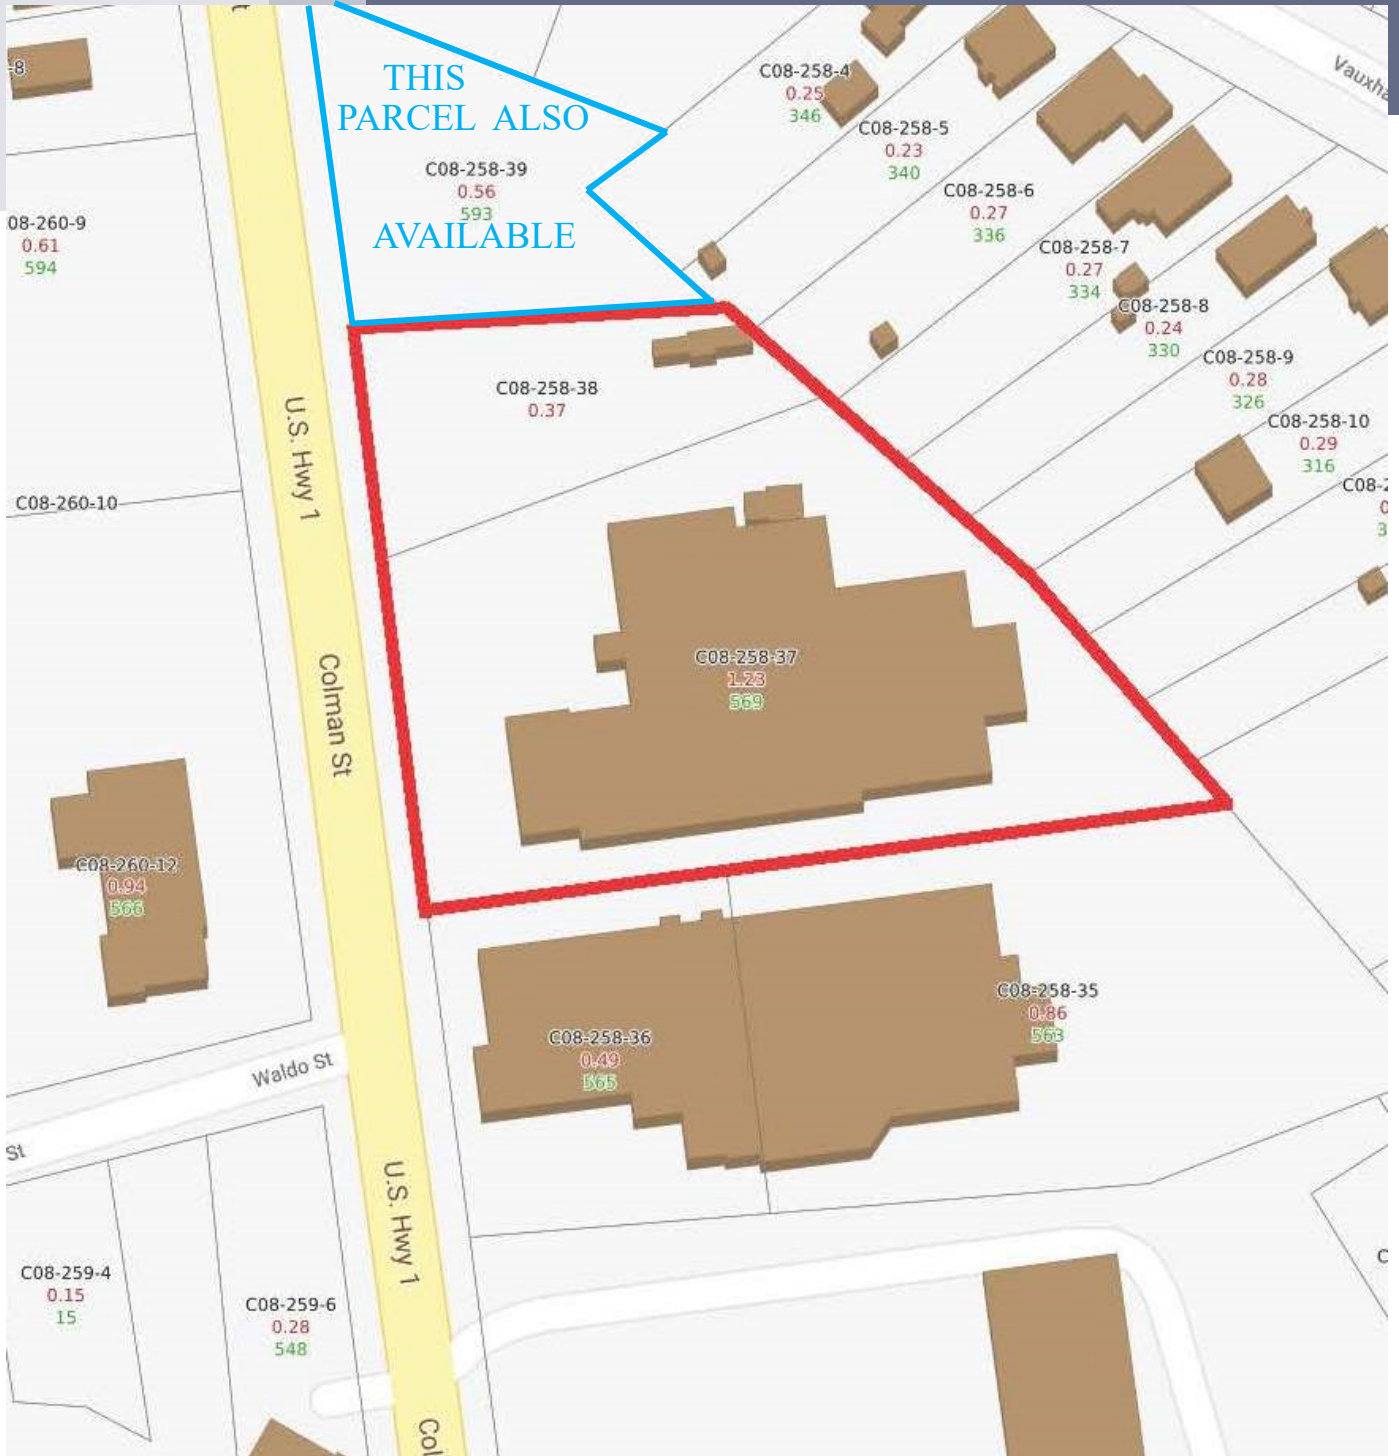 t
-8
THIS
PARCEL ALSO
C08-258-39
0.56
593
AVAILABLE
C08-258-4
0.25
346
C08-258-5
0.23
340
C08-258-6
0.27
336
C08-258-7
0.27
334
C08-258-8
0.24
330
C08-258-9
0.28
326
C08-258-10
0.29
316
C08-2
0
3
Vauxha
08-260-9
0.61
594
C08-258-38
0.37
U.S. Hwy 1
C08-260-10
Colman St
C08-258-37
1.23
569
C08-260-12
0.94
566
C08-258-36
0.49
565
C08-258-35
0.86
563
Waldo St
St
U.S. Hwy 1
C08-259-4
0.15
15
C08-259-6
0.28
548
C
Col